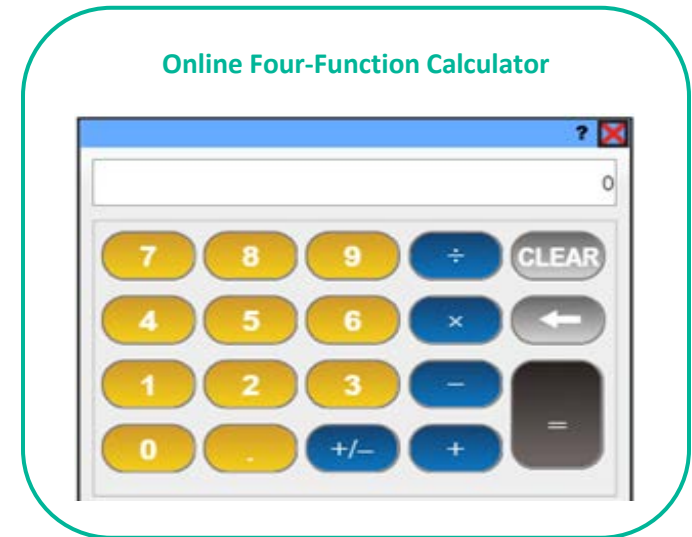 Online Four-Function Calculator
?
0
7 8 9 ÷ CLEAR
4 5 6 ×
1 2 3 −
0 . +/− + =